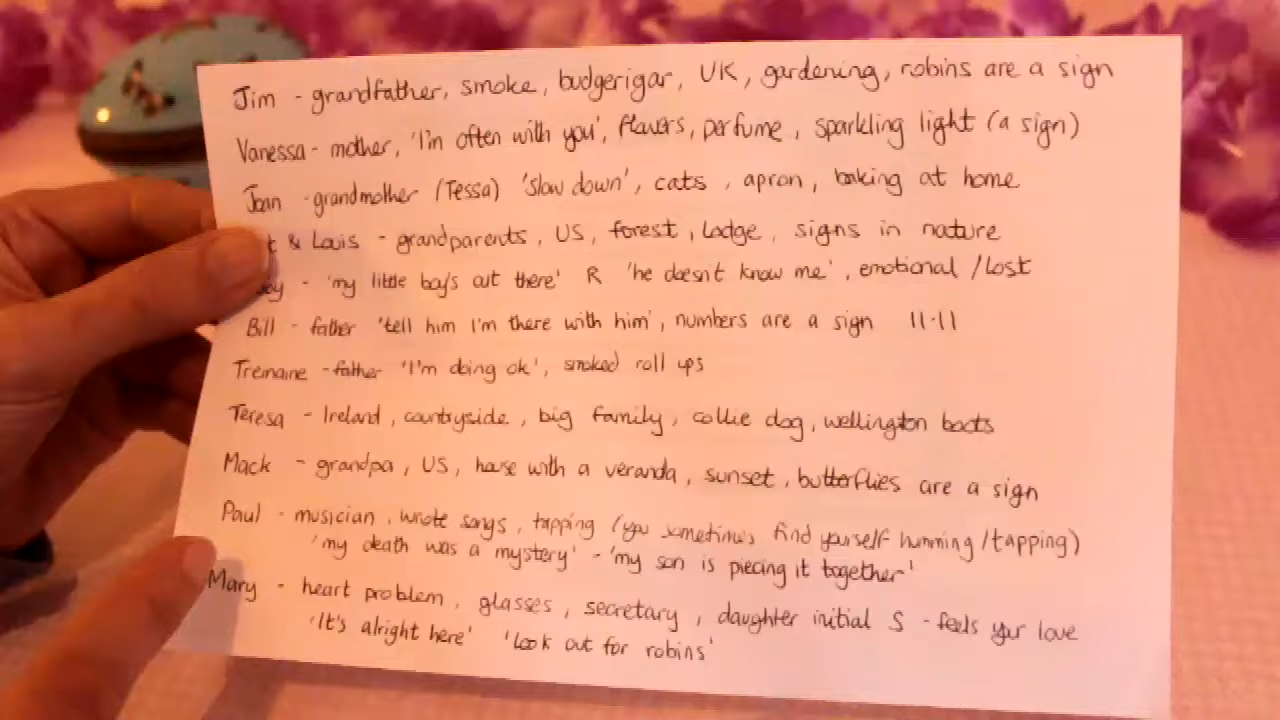 Jim - grandfather, smoke, budgerigar, UK, gardening, robins are a sign
Vanessa - mother, 'I'm often with you', flowers, perfume, sparkling light (a sign)
Joan - grandmother (Tessa) 'slow down', cats, apron, baking at home
& Louis - grandparents, US, forest, lodge, signs in nature
- 'my little boy's out there' R 'he doesn't know me', emotional / lost
Bill - father 'tell him I'm there with him', numbers are a sign 11·11
Tremaine - father 'I'm doing ok', smoked roll ups
Teresa - Ireland, countryside, big family, collie dog, wellington boots
Mack - grandpa, US, house with a veranda, sunset, butterflies are a sign
Paul - musician, wrote songs, tapping (you sometimes find yourself humming/tapping)
'my death was a mystery' - 'my son is piecing it together'
Mary - heart problem, glasses, secretary, daughter initial S - feels your love
'It's alright here' 'look out for robins'